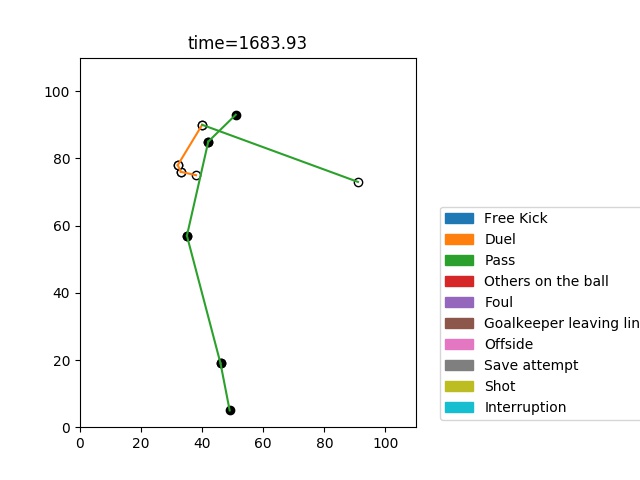 time=1683.93
100
80
60
40
20
0
0 20 40 60 80 100
Free Kick
Duel
Pass
Others on the ball
Foul
Goalkeeper leaving lin
Offside
Save attempt
Shot
Interruption